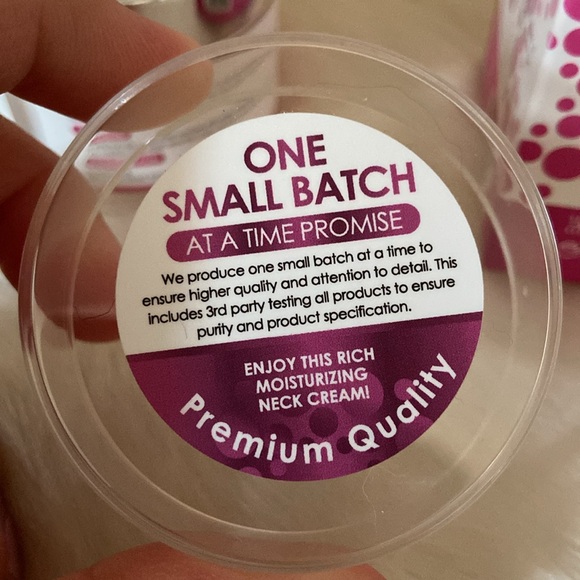 ONE
SMALL BATCH
AT A TIME PROMISE
We produce one small batch at a time to
ensure higher quality and attention to detail. This
includes 3rd party testing all products to ensure
purity and product specification.
ENJOY THIS RICH
MOISTURIZING
NECK CREAM!
Premium Quality